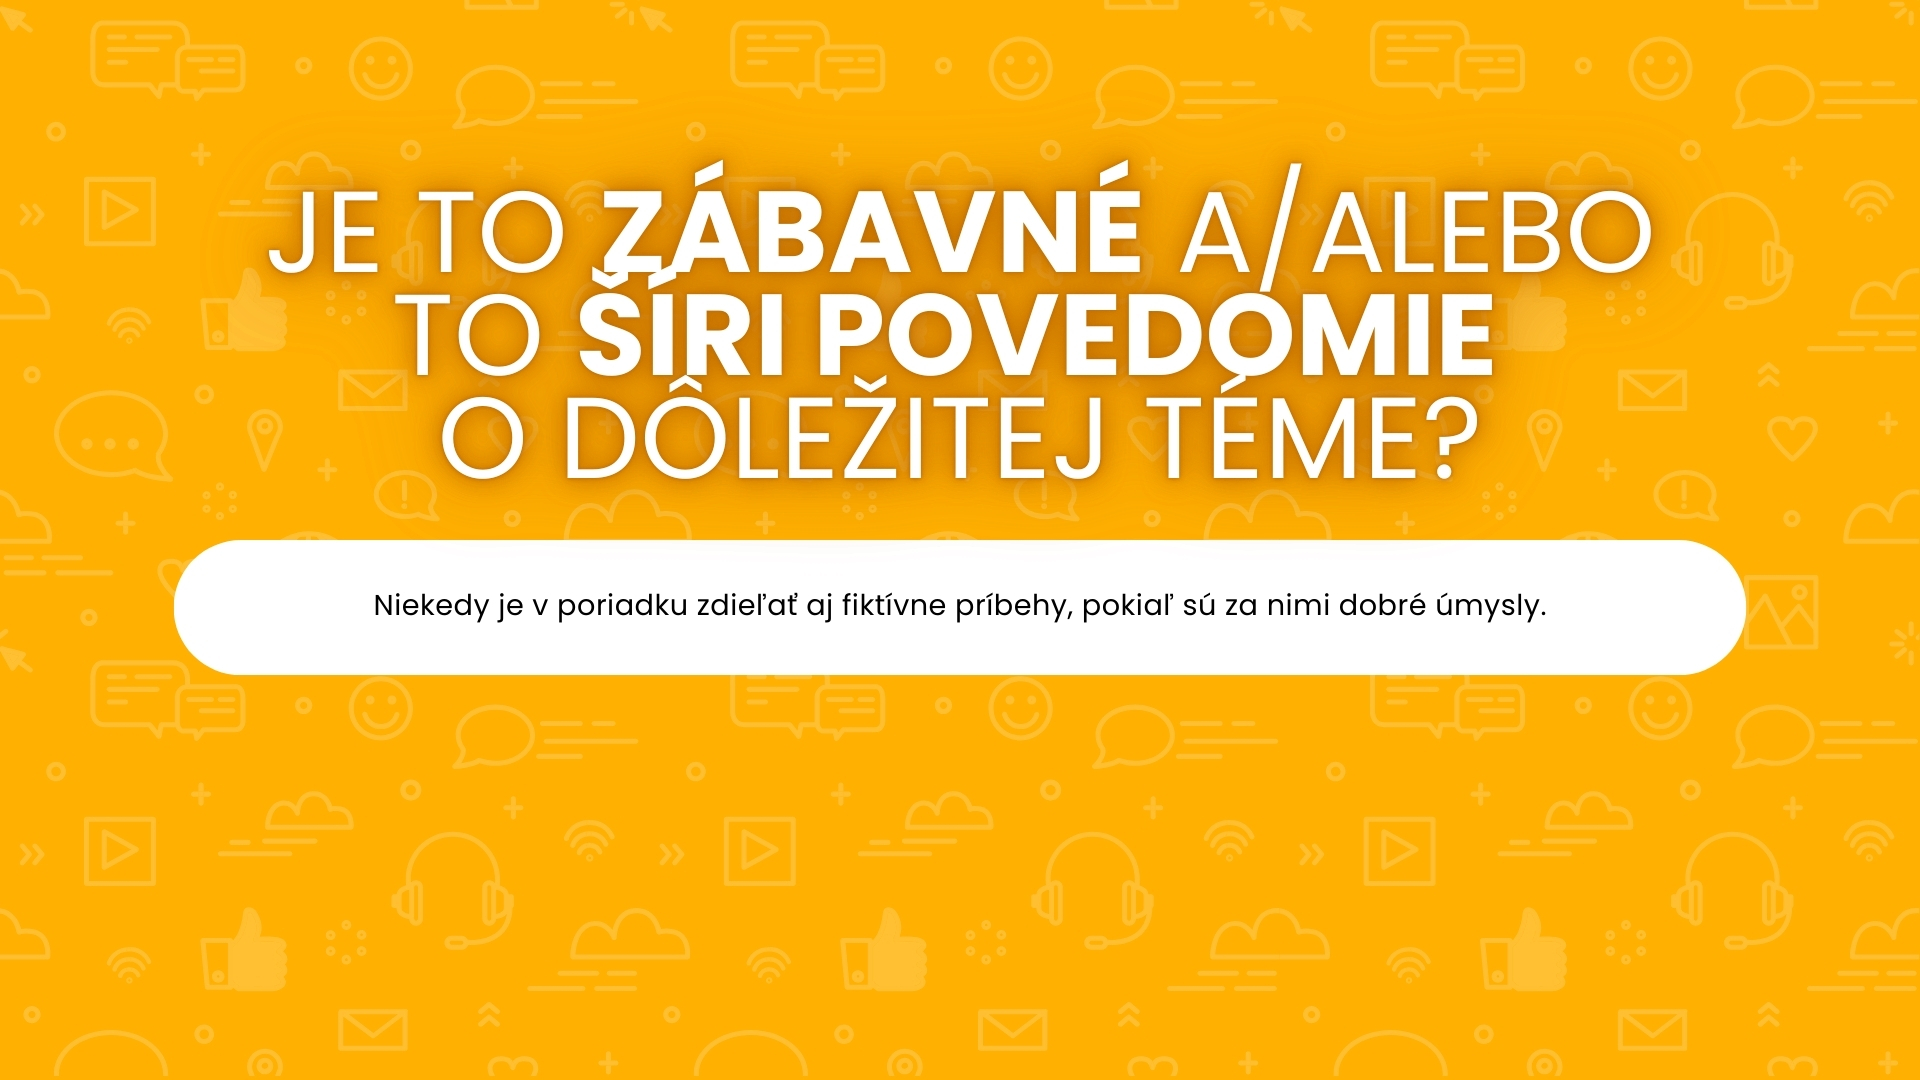 JE TO ZÁBAVNÉ A/ALEBO
TO ŠÍRI POVEDOMIE
O DÔLEŽITEJ TÉME?
Niekedy je v poriadku zdieľať aj fiktívne príbehy, pokiaľ sú za nimi dobré úmysly.